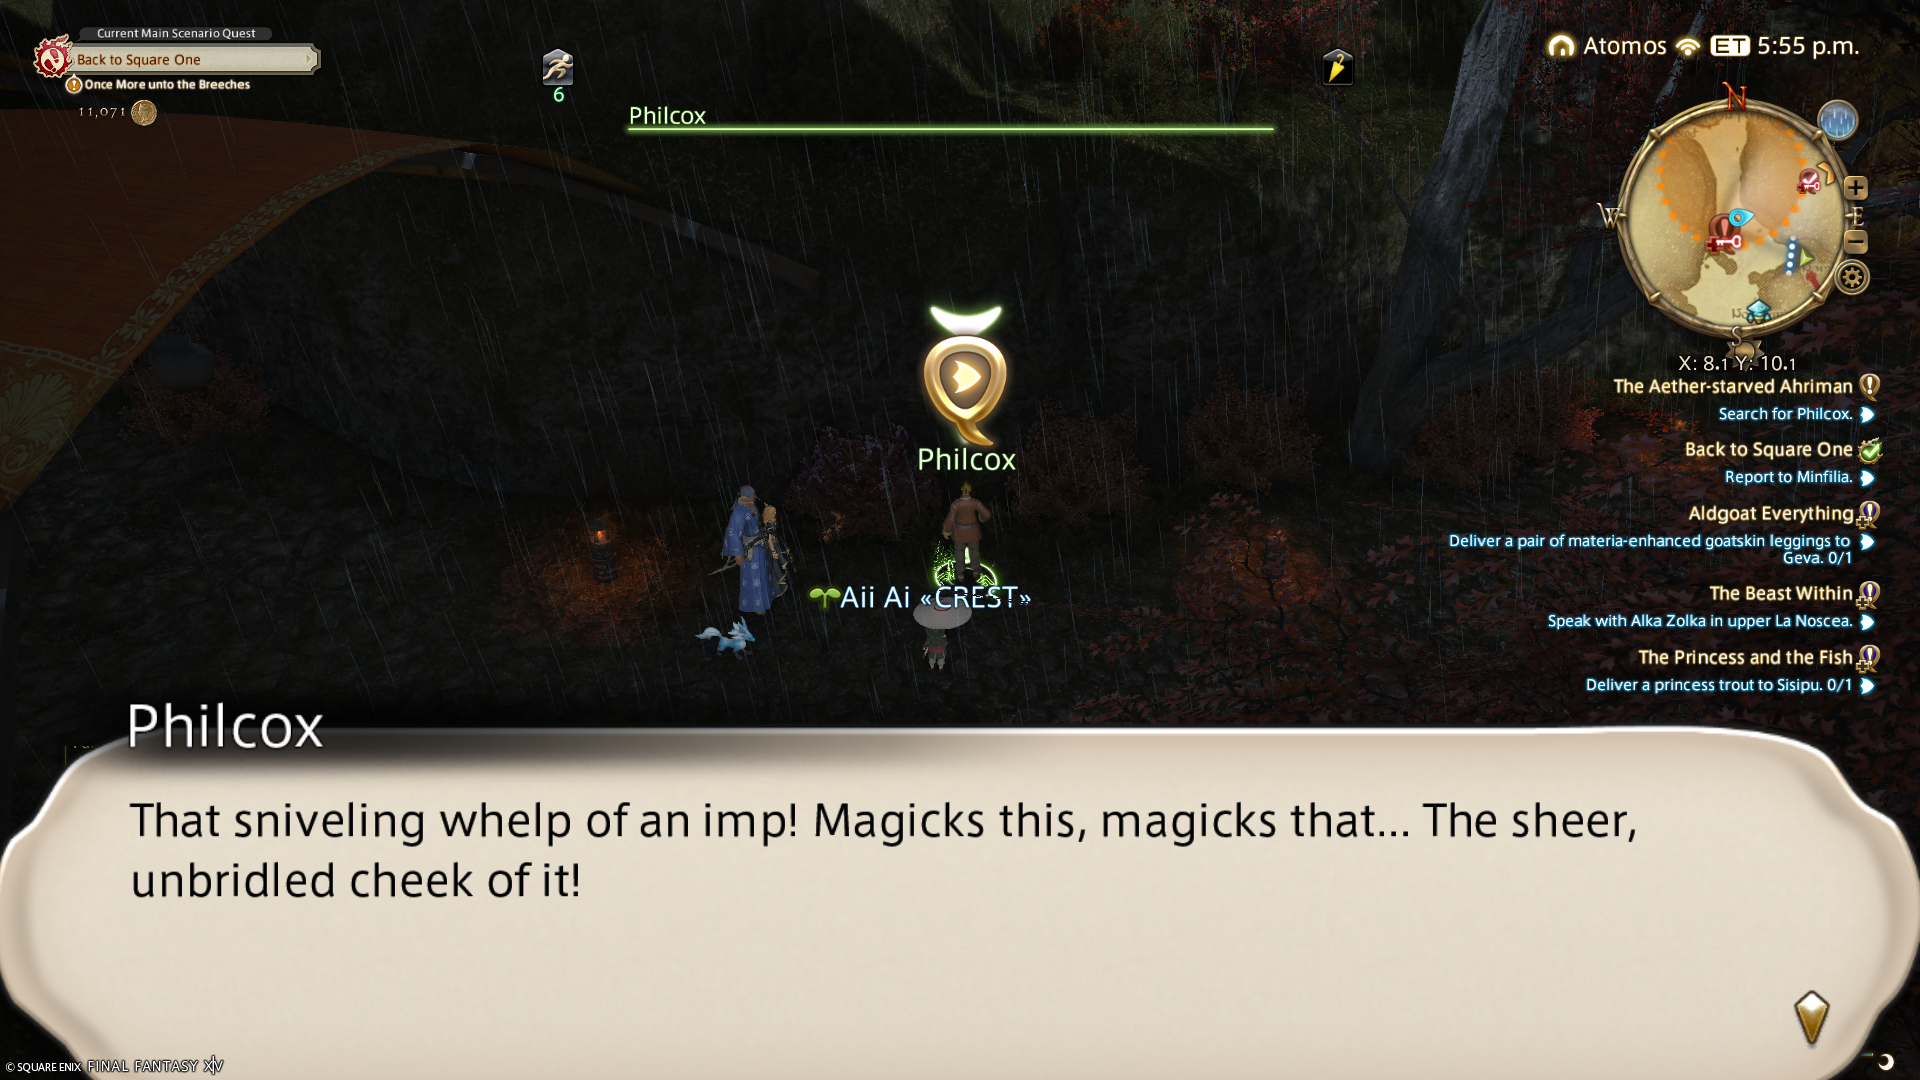 Current Main Scenario Quest
Back to Square One
Once More unto the Breeches
11,071
6
Philcox
Atomos ET 5:55 p.m.
N
W
E
S
X: 8.1 Y: 10.1
The Aether-starved Ahriman
Search for Philcox.
Back to Square One
Report to Minfilia.
Aldgoat Everything
Deliver a pair of materia-enhanced goatskin leggings to
Geva. 0/1
The Beast Within
Speak with Alka Zolka in upper La Noscea.
The Princess and the Fish
Deliver a princess trout to Sisipu. 0/1
Philcox
Aii Ai «CREST»
Philcox
That sniveling whelp of an imp! Magicks this, magicks that... The sheer,
unbridled cheek of it!
© SQUARE ENIX FINAL FANTASY XIV